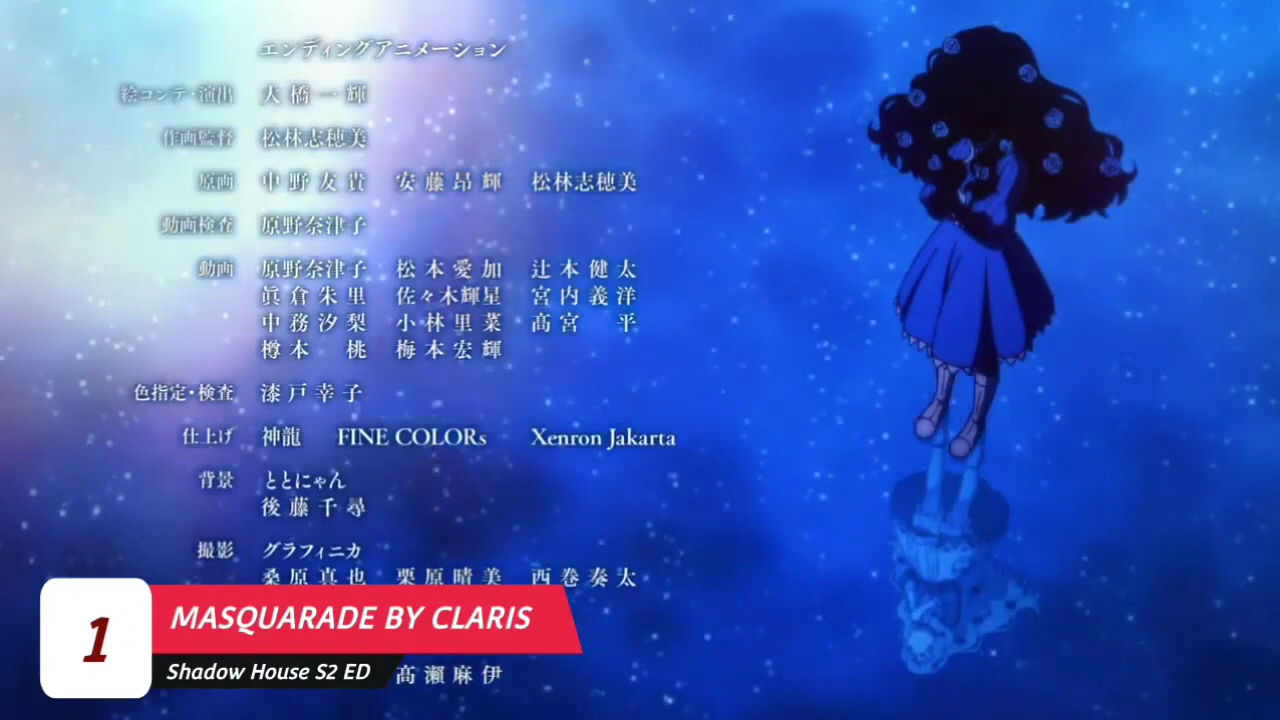 エンディングアニメーション
絵コンテ・演出 大橋一輝
作画監督 松林志穂美
原画 中野友貴 安藤昂輝 松林志穂美
動画検査 原野奈津子
動画 原野奈津子 松本愛加 辻本健太
眞倉朱里 佐々木輝星 宮内義洋
中務汐梨 小林里菜 髙宮 平
樽本 桃 梅本宏輝
色指定・検査 漆戸幸子
仕上げ 神龍 FINE COLORs Xenron Jakarta
背景 ととにゃん
後藤千尋
撮影 グラフィニカ
桑原真也 栗原晴美 西巻奏太
1
MASQUARADE BY CLARIS
Shadow House S2 ED
髙瀬麻伊